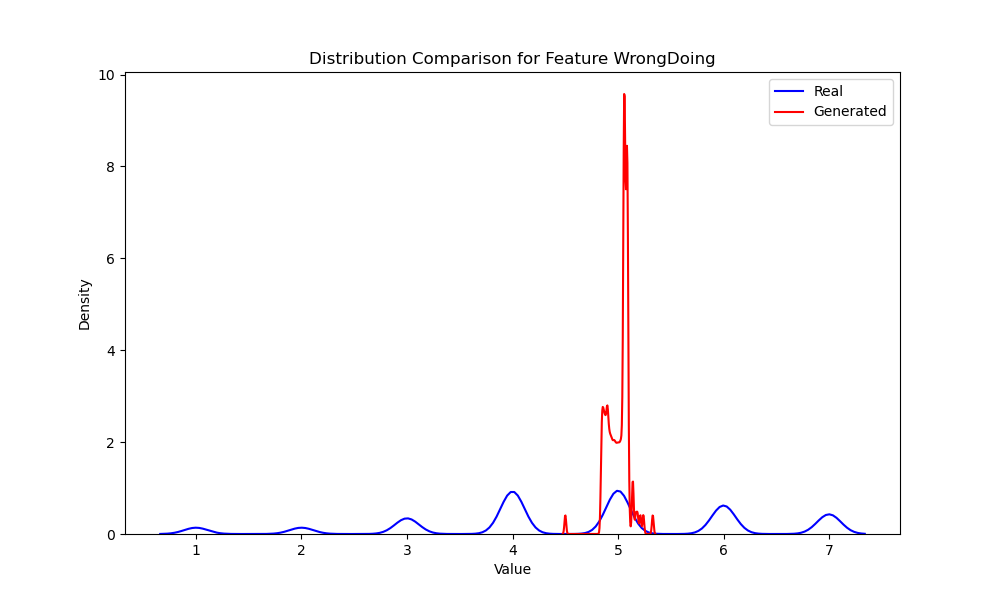 Distribution Comparison for Feature WrongDoing
Real
Generated
Density
10
8
6
4
2
0
1 2 3 4 5 6 7
Value